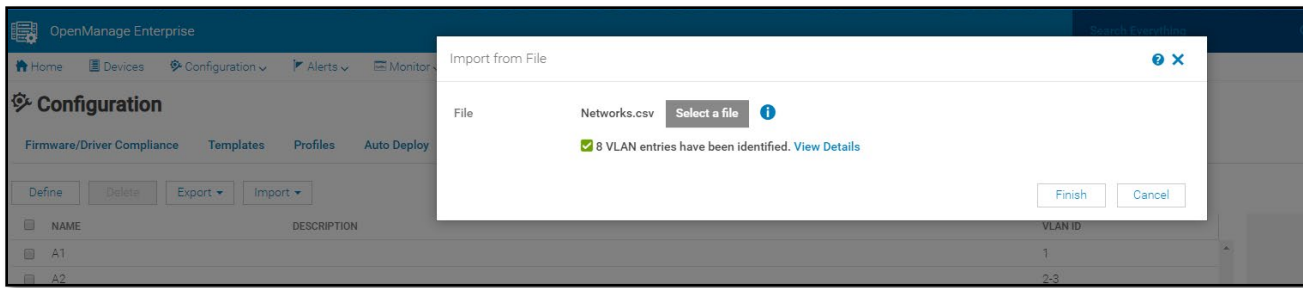 OpenManage Enterprise
Search Everything
Home Devices Configuration Alerts Monitor
Import from File
Configuration
File Networks.csv Select a file
Firmware/Driver Compliance Templates Profiles Auto Deploy
8 VLAN entries have been identified. View Details
Define Delete Export Import
Finish Cancel
NAME DESCRIPTION VLAN ID
A1 1
A2 2-3